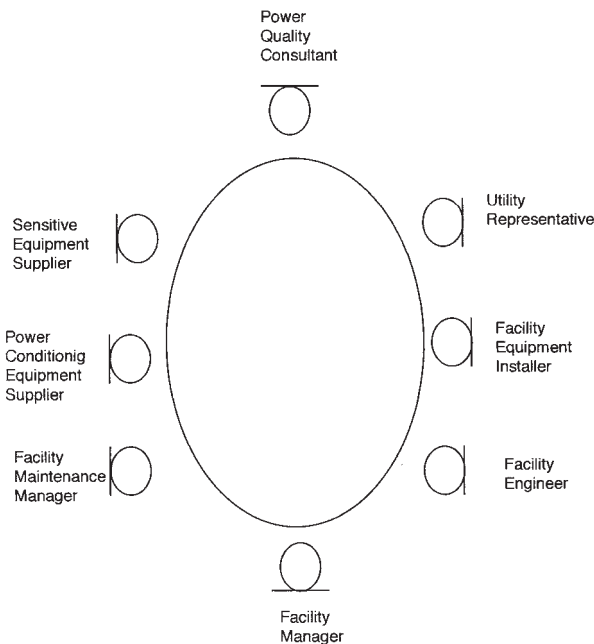 Power
Quality
Consultant
Sensitive
Equipment
Supplier
Utility
Representative
Power
Conditionig
Equipment
Supplier
Facility
Equipment
Installer
Facility
Maintenance
Manager
Facility
Engineer
Facility
Manager